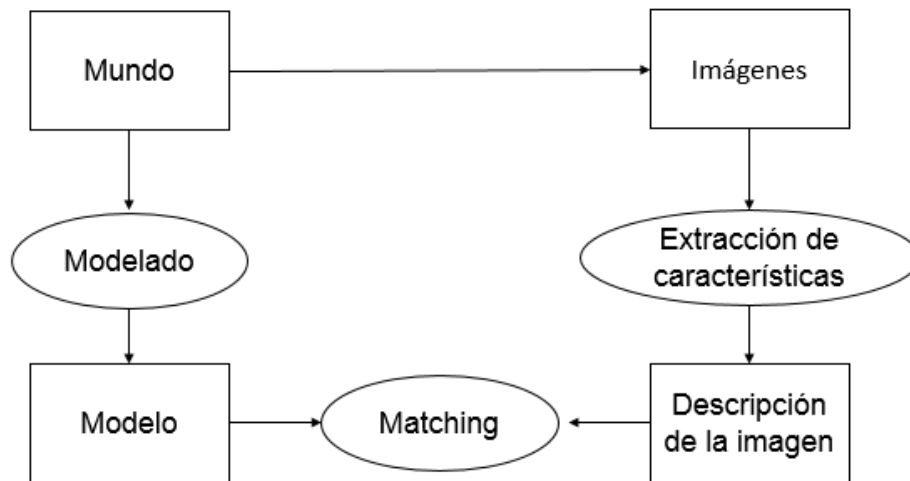 Mundo
Imágenes
Modelado
Extracción de
características
Modelo
Matching
Descripción
de la imagen